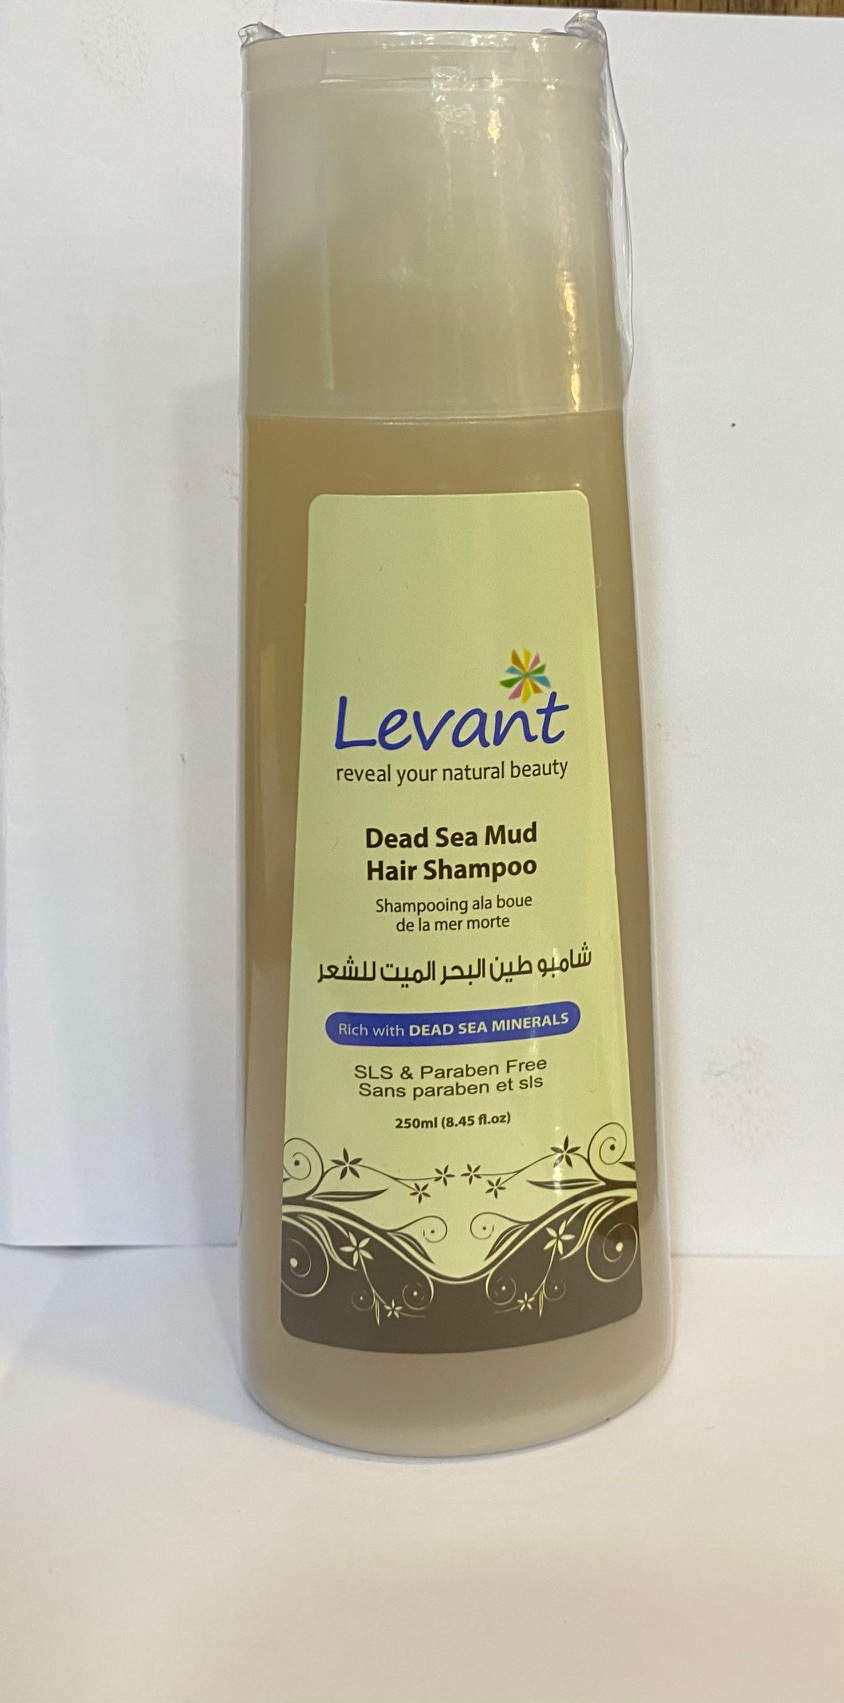 Levant
reveal your natural beauty
Dead Sea Mud
Hair Shampoo
Shampooing ala boue
de la mer morte
شامبو طين البحر الميت للشعر
Rich with DEAD SEA MINERALS
SLS & Paraben Free
Sans paraben et sls
250ml (8.45 fl.oz)